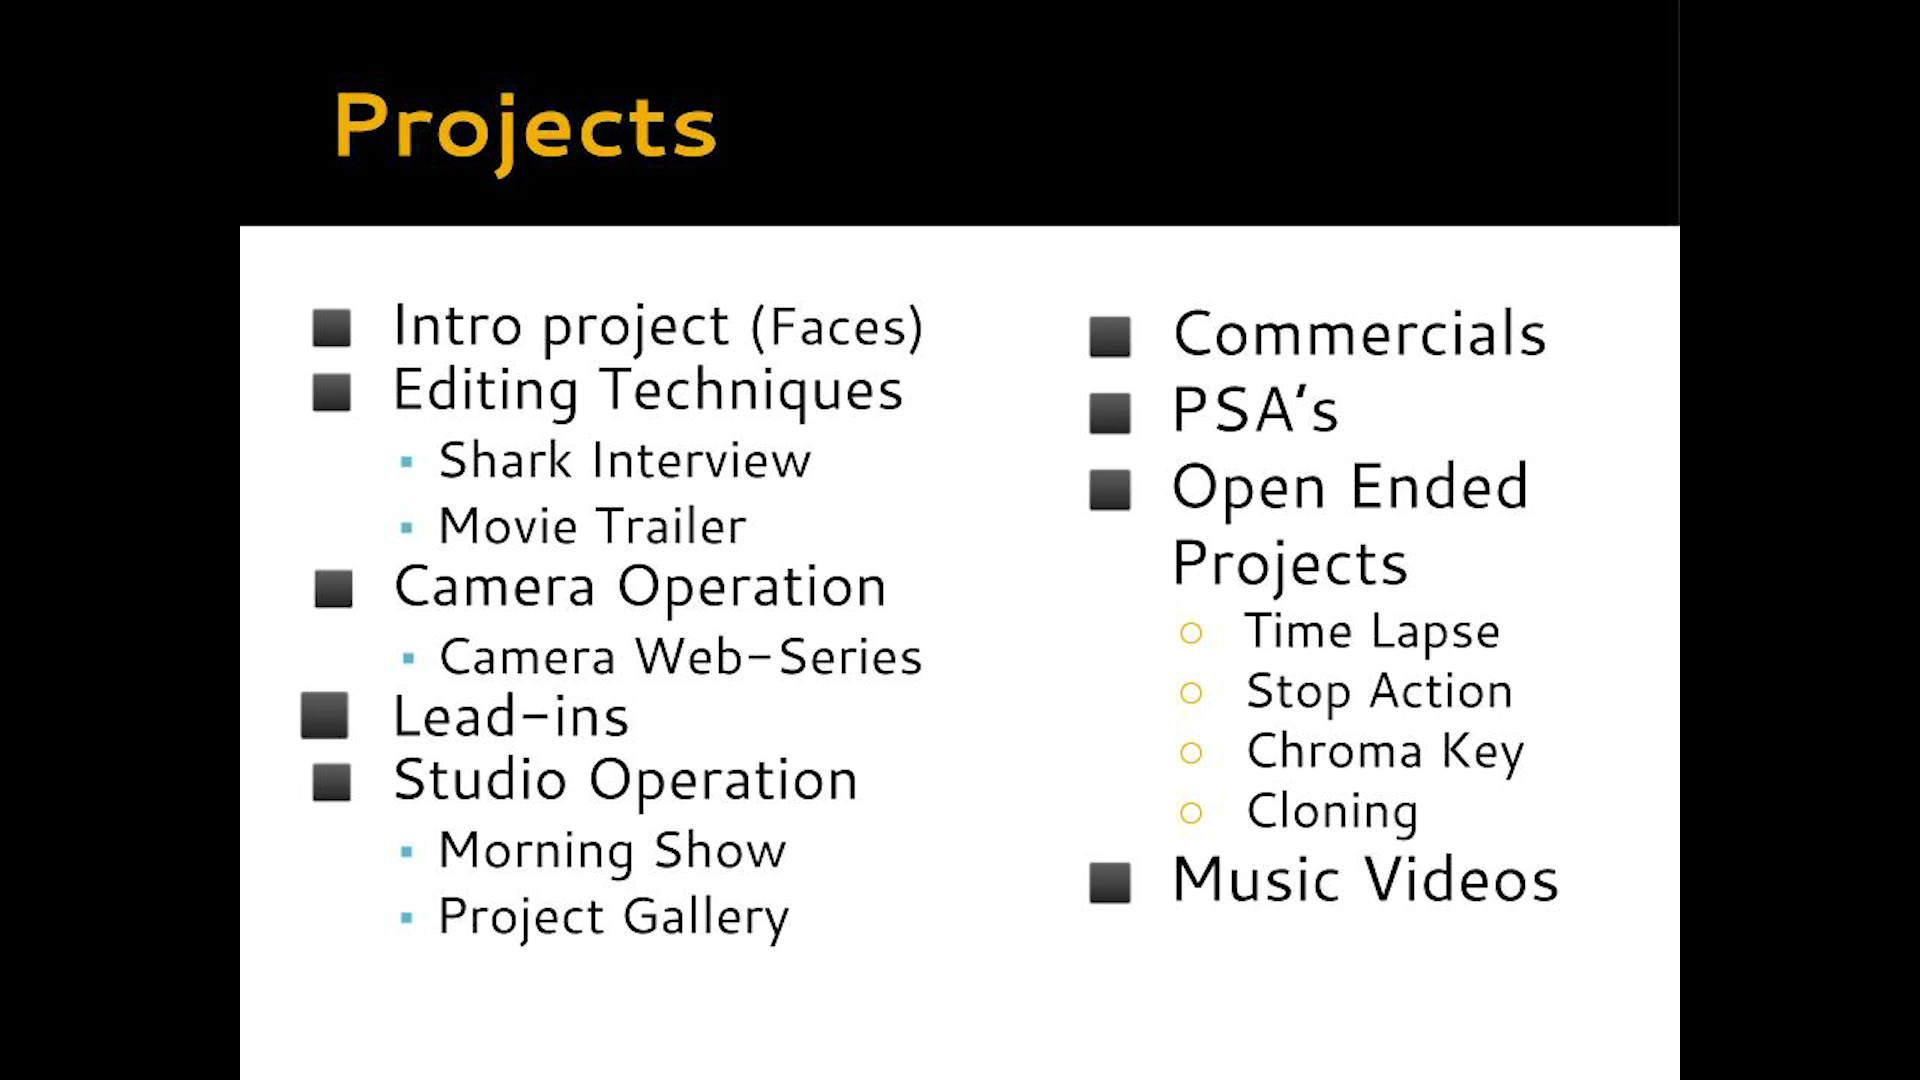 Projects
Intro project (Faces)
Editing Techniques
Shark Interview
Movie Trailer
Camera Operation
Camera Web-Series
Lead-ins
Studio Operation
Morning Show
Project Gallery
Commercials
PSA's
Open Ended
Projects
Time Lapse
Stop Action
Chroma Key
Cloning
Music Videos